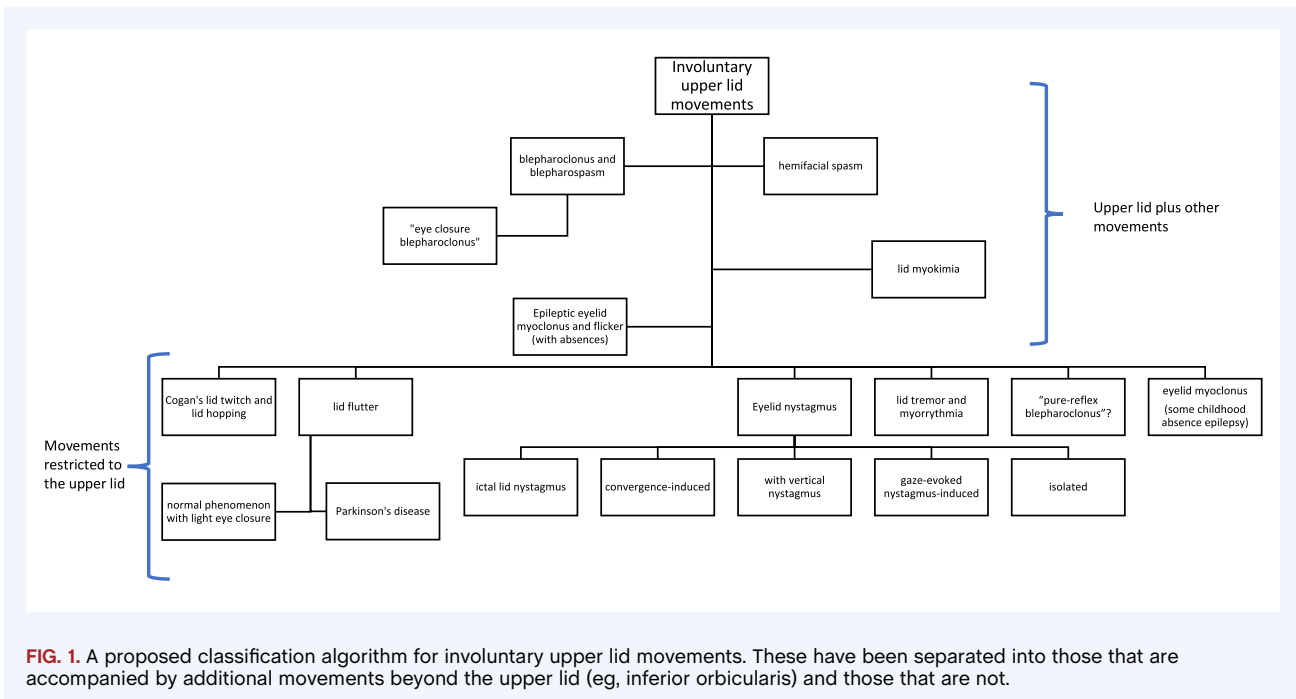 Involuntary
upper lid
movements
blepharoclonus and
blepharospasm
hemifacial spasm
"eye closure
blepharoclonus"
Upper lid plus other
movements
lid myokimia
Epileptic eyelid
myoclonus and flicker
(with absences)
Cogan's lid twitch and
lid hopping
lid flutter
Eyelid nystagmus
lid tremor and
myorrythmia
“pure-reflex
blepharoclonus”?
eyelid myoclonus
(some childhood
absence epilepsy)
Movements
restricted to
the upper lid
normal phenomenon
with light eye closure
Parkinson's disease
ictal lid nystagmus
convergence-induced
with vertical
nystagmus
gaze-evoked
nystagmus-induced
isolated
FIG. 1. A proposed classification algorithm for involuntary upper lid movements. These have been separated into those that are
accompanied by additional movements beyond the upper lid (eg, inferior orbicularis) and those that are not.